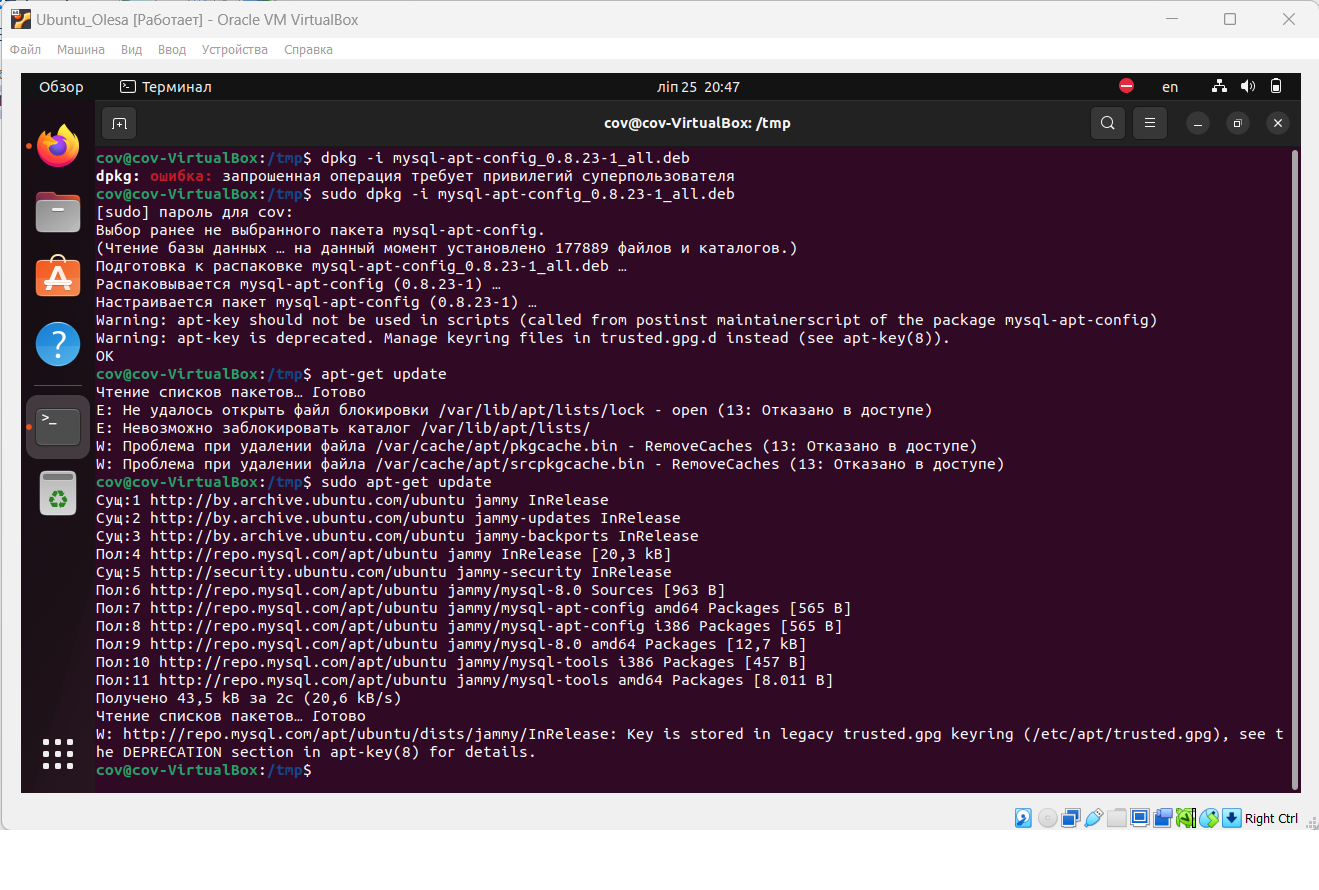 Ubuntu_Olesa [Работает] - Oracle VM VirtualBox
Файл Машина Вид Ввод Устройства Справка
Обзор Терминал ліп 25 20:47 en
cov@cov-VirtualBox: /tmp
cov@cov-VirtualBox:/tmp$ dpkg -i mysql-apt-config_0.8.23-1_all.deb
dpkg: ошибка: запрошенная операция требует привилегий суперпользователя
cov@cov-VirtualBox:/tmp$ sudo dpkg -i mysql-apt-config_0.8.23-1_all.deb
[sudo] пароль для cov:
Выбор ранее не выбранного пакета mysql-apt-config.
(Чтение базы данных … на данный момент установлено 177889 файлов и каталогов.)
Подготовка к распаковке mysql-apt-config_0.8.23-1_all.deb …
Распаковывается mysql-apt-config (0.8.23-1) …
Настраивается пакет mysql-apt-config (0.8.23-1) …
Warning: apt-key should not be used in scripts (called from postinst maintainerscript of the package mysql-apt-config)
Warning: apt-key is deprecated. Manage keyring files in trusted.gpg.d instead (see apt-key(8)).
OK
cov@cov-VirtualBox:/tmp$ apt-get update
Чтение списков пакетов… Готово
E: Не удалось открыть файл блокировки /var/lib/apt/lists/lock - open (13: Отказано в доступе)
E: Невозможно заблокировать каталог /var/lib/apt/lists/
W: Проблема при удалении файла /var/cache/apt/pkgcache.bin - RemoveCaches (13: Отказано в доступе)
W: Проблема при удалении файла /var/cache/apt/srcpkgcache.bin - RemoveCaches (13: Отказано в доступе)
cov@cov-VirtualBox:/tmp$ sudo apt-get update
Сущ:1 http://by.archive.ubuntu.com/ubuntu jammy InRelease
Сущ:2 http://by.archive.ubuntu.com/ubuntu jammy-updates InRelease
Сущ:3 http://by.archive.ubuntu.com/ubuntu jammy-backports InRelease
Пол:4 http://repo.mysql.com/apt/ubuntu jammy InRelease [20,3 kB]
Сущ:5 http://security.ubuntu.com/ubuntu jammy-security InRelease
Пол:6 http://repo.mysql.com/apt/ubuntu jammy/mysql-8.0 Sources [963 B]
Пол:7 http://repo.mysql.com/apt/ubuntu jammy/mysql-apt-config amd64 Packages [565 B]
Пол:8 http://repo.mysql.com/apt/ubuntu jammy/mysql-apt-config i386 Packages [565 B]
Пол:9 http://repo.mysql.com/apt/ubuntu jammy/mysql-8.0 amd64 Packages [12,7 kB]
Пол:10 http://repo.mysql.com/apt/ubuntu jammy/mysql-tools i386 Packages [457 B]
Пол:11 http://repo.mysql.com/apt/ubuntu jammy/mysql-tools amd64 Packages [8.011 B]
Получено 43,5 kB за 2с (20,6 kB/s)
Чтение списков пакетов… Готово
W: http://repo.mysql.com/apt/ubuntu/dists/jammy/InRelease: Key is stored in legacy trusted.gpg keyring (/etc/apt/trusted.gpg), see t
he DEPRECATION section in apt-key(8) for details.
cov@cov-VirtualBox:/tmp$
Right Ctrl